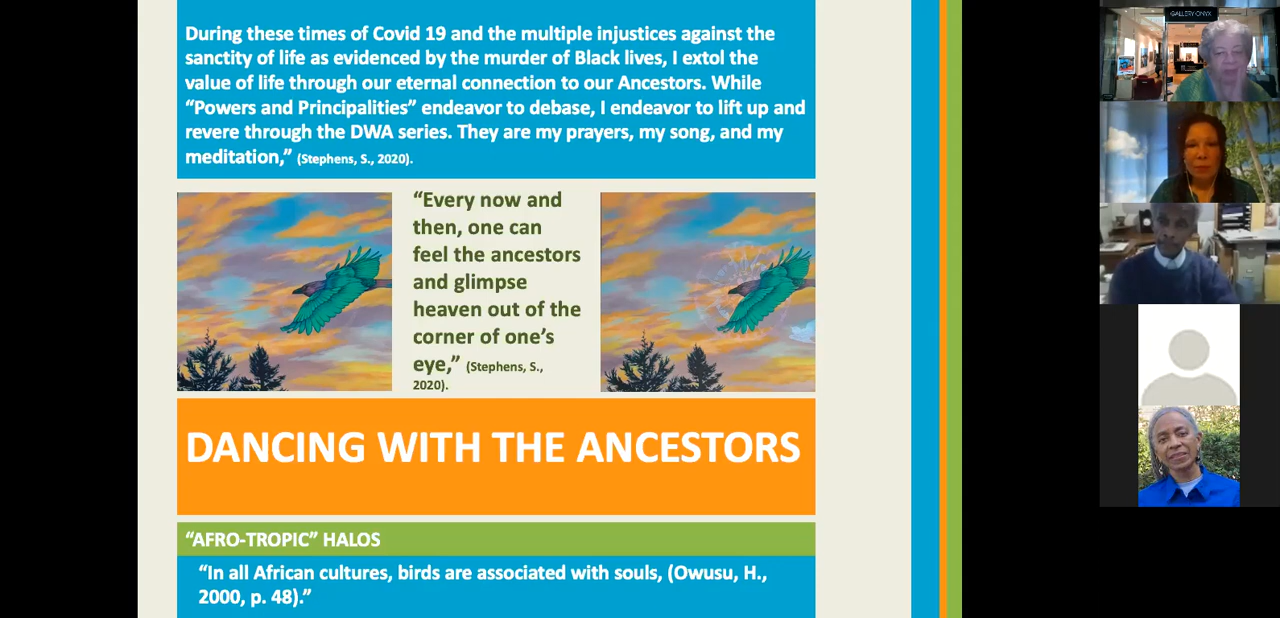 During these times of Covid 19 and the multiple injustices against the
sanctity of life as evidenced by the murder of Black lives, I extol the
value of life through our eternal connection to our Ancestors. While
“Powers and Principalities” endeavor to debase, I endeavor to lift up and
revere through the DWA series. They are my prayers, my song, and my
meditation,” (Stephens, S., 2020).
“Every now and
then, one can
feel the ancestors
and glimpse
heaven out of the
corner of one’s
eye,” (Stephens, S.,
2020).
DANCING WITH THE ANCESTORS
“AFRO-TROPIC” HALOS
“In all African cultures, birds are associated with souls, (Owusu, H.,
2000, p. 48).”
GALLERY ONYX